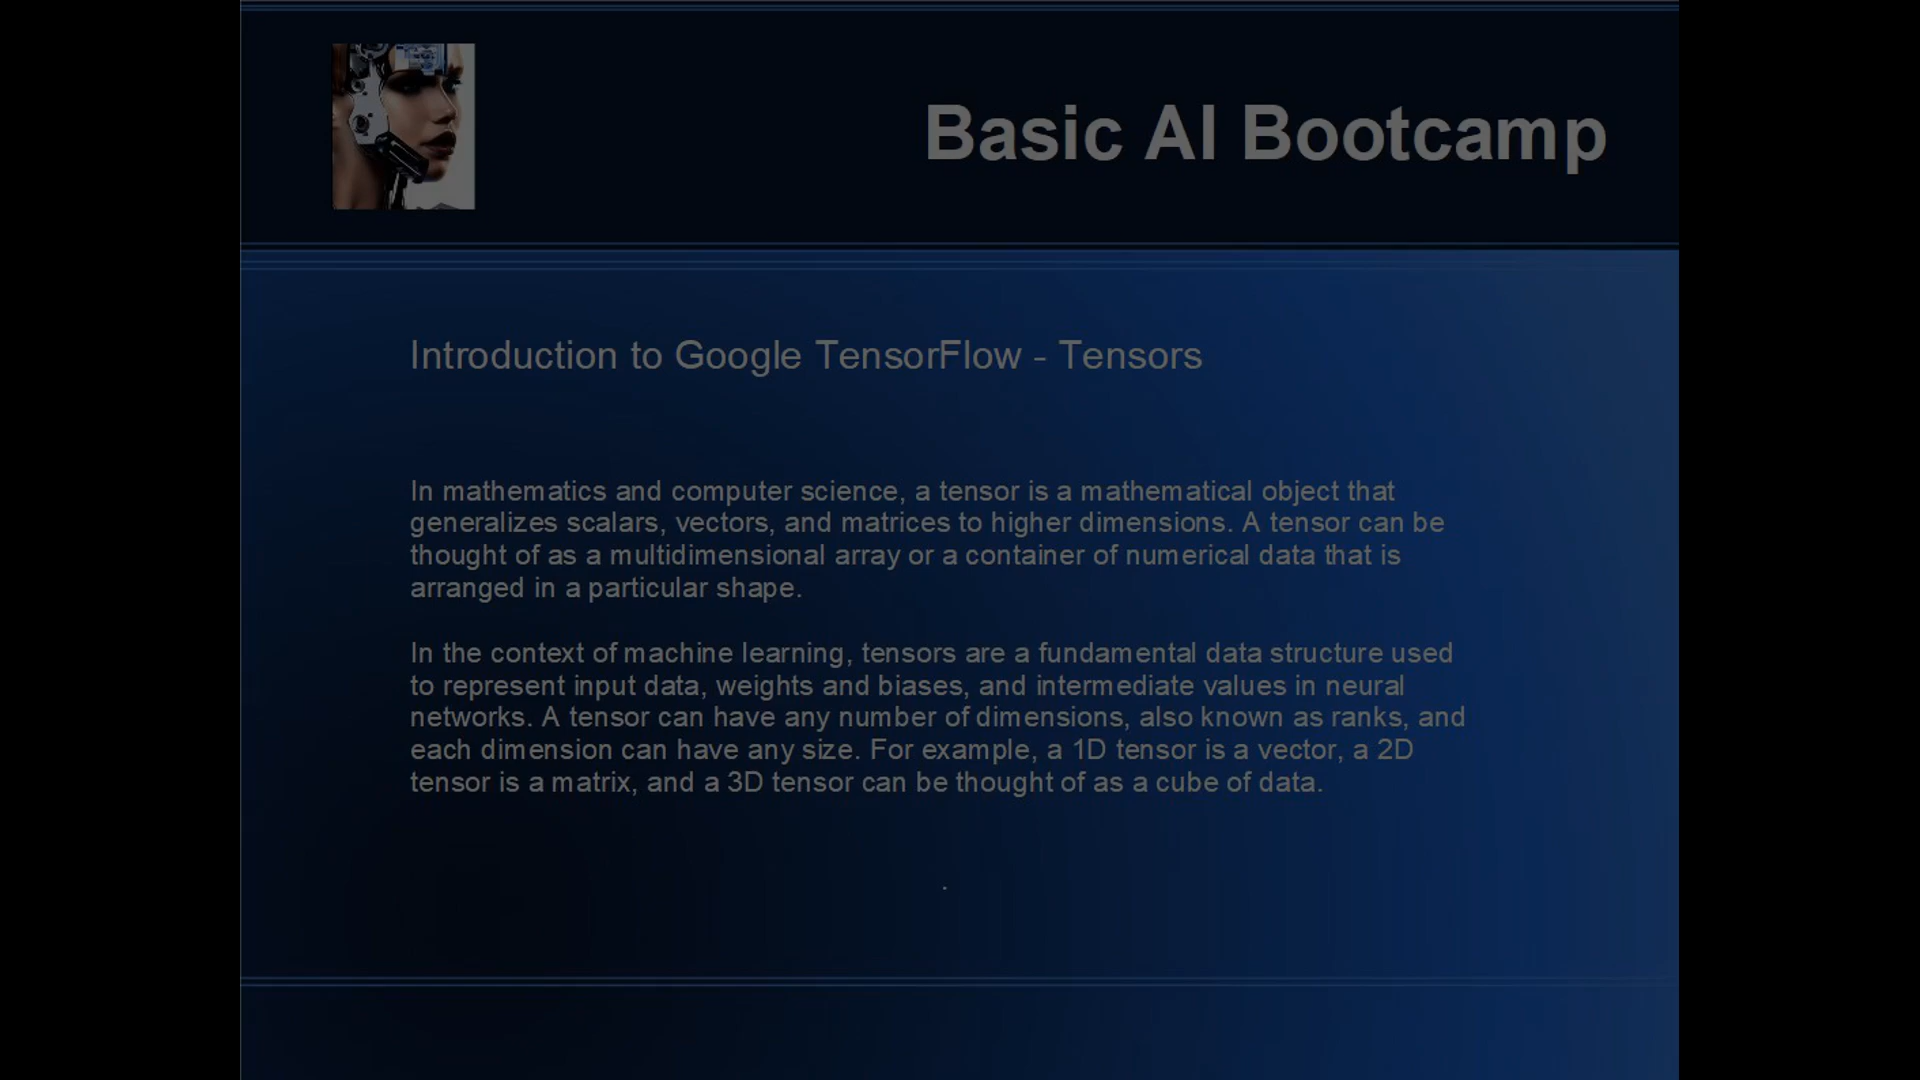 Basic AI Bootcamp
Introduction to Google TensorFlow - Tensors
In mathematics and computer science, a tensor is a mathematical object that
generalizes scalars, vectors, and matrices to higher dimensions. A tensor can be
thought of as a multidimensional array or a container of numerical data that is
arranged in a particular shape.
In the context of machine learning, tensors are a fundamental data structure used
to represent input data, weights and biases, and intermediate values in neural
networks. A tensor can have any number of dimensions, also known as ranks, and
each dimension can have any size. For example, a 1D tensor is a vector, a 2D
tensor is a matrix, and a 3D tensor can be thought of as a cube of data.
.